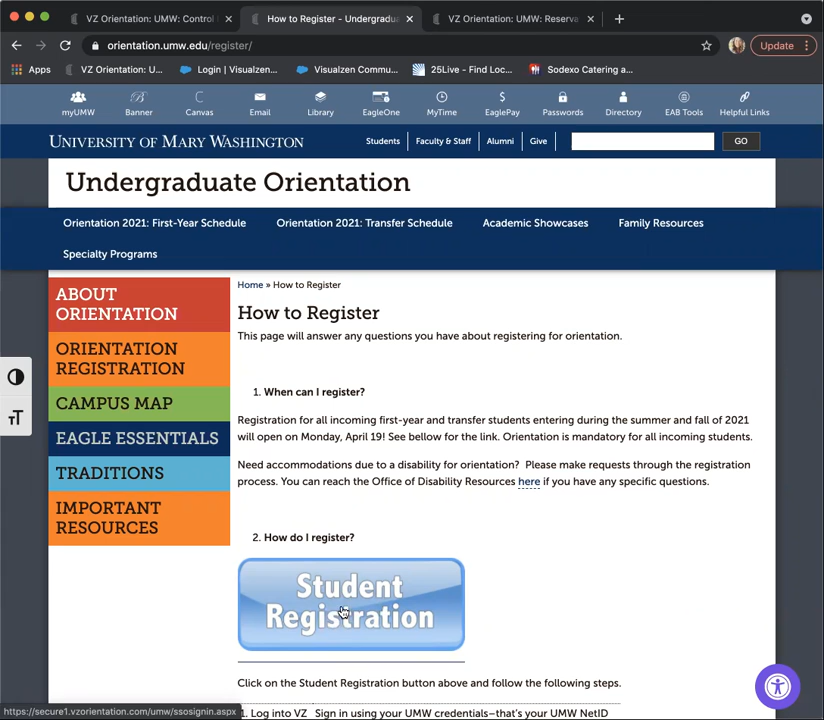 VZ Orientation: UMW: Control
How to Register - Undergradua
VZ Orientation: UMW: Reserva
orientation.umw.edu/register/
Update
Apps
VZ Orientation: U...
Login | Visualzen...
Visualzen Commu...
25Live - Find Loc...
Sodexo Catering a...
myUMW
Banner
Canvas
Email
Library
EagleOne
MyTime
EaglePay
Passwords
Directory
EAB Tools
Helpful Links
UNIVERSITY OF MARY WASHINGTON
Students
Faculty & Staff
Alumni
Give
GO
Undergraduate Orientation
Orientation 2021: First-Year Schedule
Orientation 2021: Transfer Schedule
Academic Showcases
Family Resources
Specialty Programs
ABOUT
ORIENTATION
ORIENTATION
REGISTRATION
CAMPUS MAP
EAGLE ESSENTIALS
TRADITIONS
IMPORTANT
RESOURCES
Home » How to Register
How to Register
This page will answer any questions you have about registering for orientation.
1. When can I register?
Registration for all incoming first-year and transfer students entering during the summer and fall of 2021
will open on Monday, April 19! See bellow for the link. Orientation is mandatory for all incoming students.
Need accommodations due to a disability for orientation? Please make requests through the registration
process. You can reach the Office of Disability Resources here if you have any specific questions.
2. How do I register?
Student
Registration
Click on the Student Registration button above and follow the following steps.
1. Log into VZ Sign in using your UMW credentials–that's your UMW NetID
https://secure1.vzorientation.com/umw/ssosignin.aspx